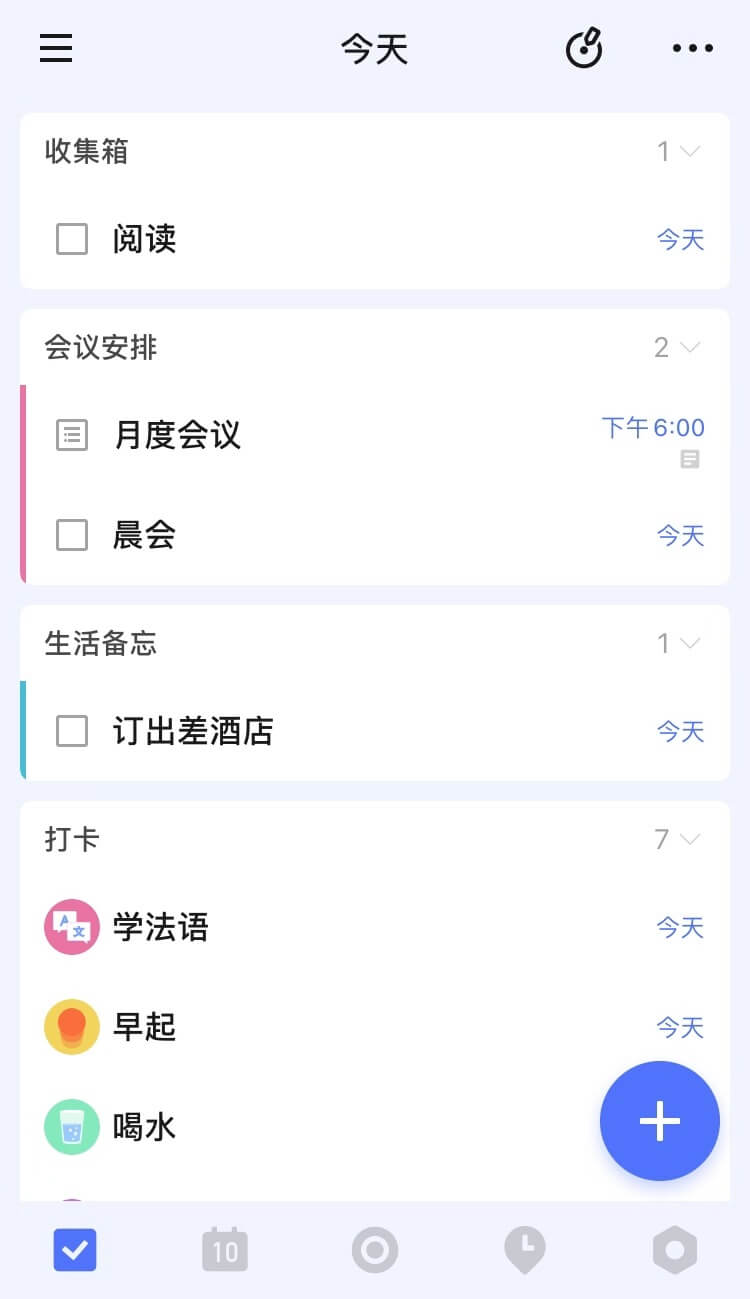 今天
收集箱 1
阅读 今天
会议安排 2
月度会议 下午6:00
晨会 今天
生活备忘 1
订出差酒店 今天
打卡 7
A 文 学法语 今天
早起 今天
喝水
10